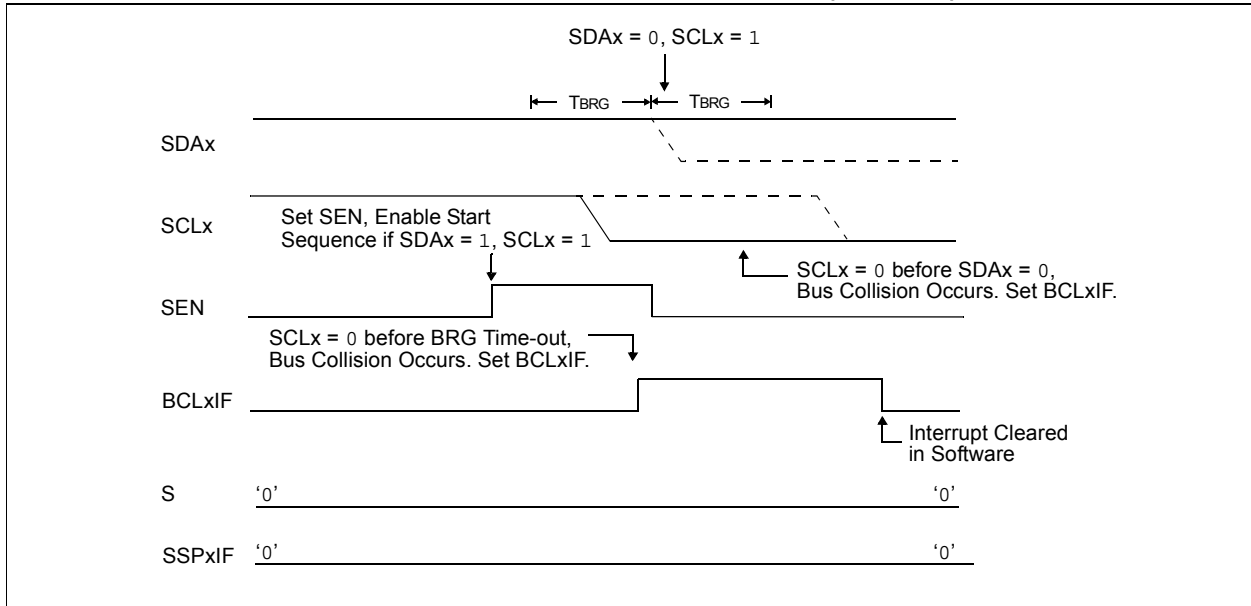 SDAx = 0, SCLx = 1
TBRG TBRG
SDAx
SCLx
Set SEN, Enable Start
Sequence if SDAx = 1, SCLx = 1
SCLx = 0 before SDAx = 0,
Bus Collision Occurs. Set BCLxIF.
SEN
SCLx = 0 before BRG Time-out,
Bus Collision Occurs. Set BCLxIF.
BCLxIF
Interrupt Cleared
in Software
S ‘0’ ‘0’
SSPxIF ‘0’ ‘0’